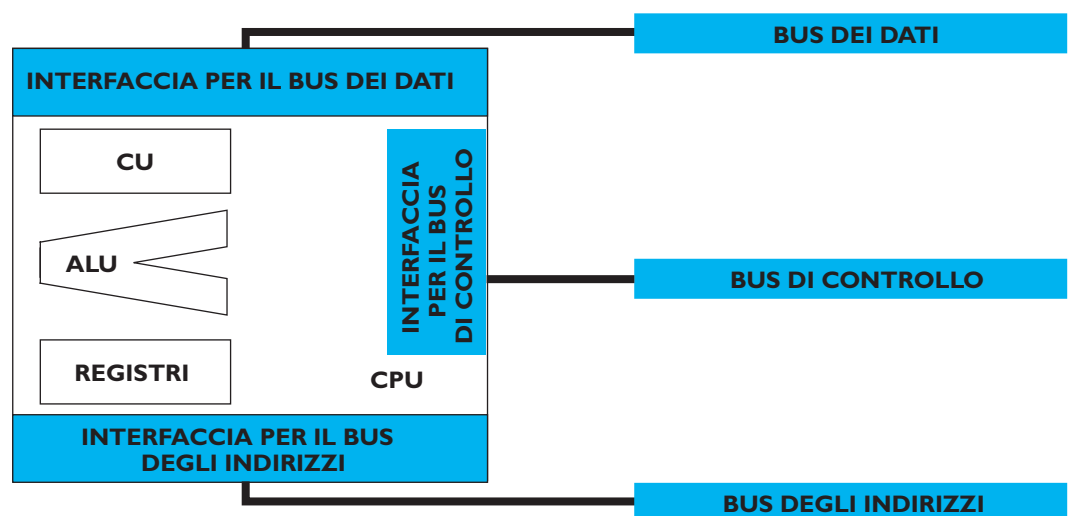 BUS DEI DATI
INTERFACCIA PER IL BUS DEI DATI
CU
INTERFACCIA
PER IL BUS
DI CONTROLLO
ALU
BUS DI CONTROLLO
REGISTRI
CPU
INTERFACCIA PER IL BUS
DEGLI INDIRIZZI
BUS DEGLI INDIRIZZI